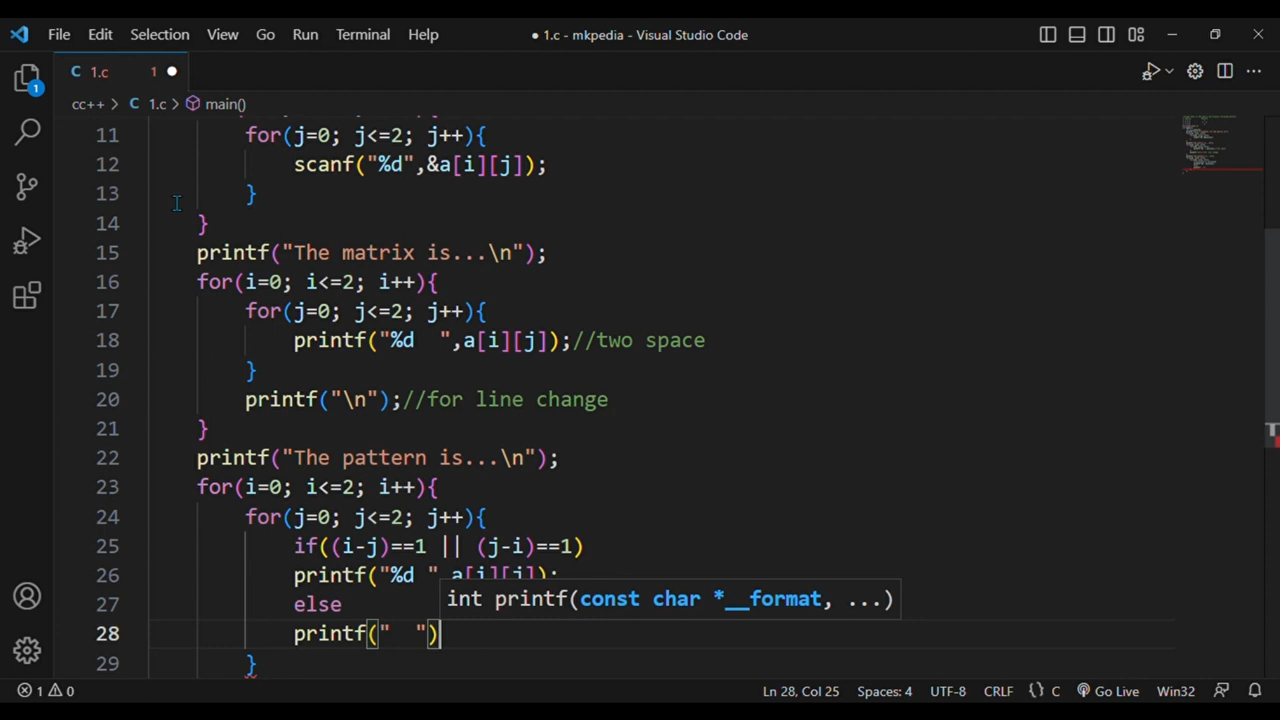 File Edit Selection View Go Run Terminal Help ● 1.c - mkpedia - Visual Studio Code
C 1.c 1 ●
cc++ > C 1.c > main()
11 for(j=0; j<=2; j++){
12 scanf("%d",&a[i][j]);
13 }
14 }
15 printf("The matrix is...\n");
16 for(i=0; i<=2; i++){
17 for(j=0; j<=2; j++){
18 printf("%d  ",a[i][j]);//two space
19 }
20 printf("\n");//for line change
21 }
22 printf("The pattern is...\n");
23 for(i=0; i<=2; i++){
24 for(j=0; j<=2; j++){
25 if((i-j)==1 || (j-i)==1)
26 printf("%d ",a[i][j]);
27 else
int printf(const char *__format, ...)
28 printf("  ")
29 }
1 0 Ln 28, Col 25 Spaces: 4 UTF-8 CRLF {} C Go Live Win32